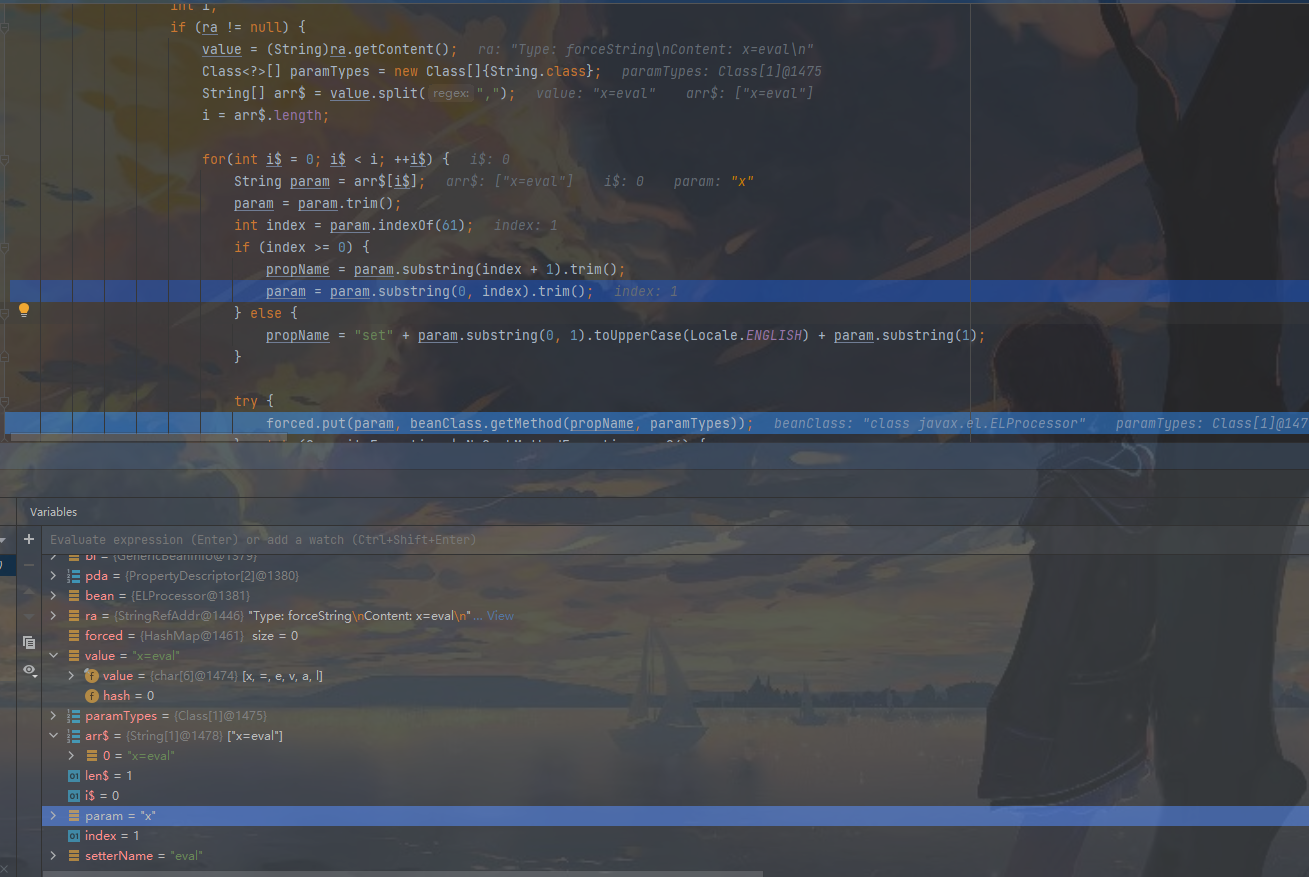 int i;
if (ra != null) {
value = (String)ra.getContent(); ra: "Type: forceString\nContent: x=eval\n"
Class<?>[] paramTypes = new Class[]{String.class}; paramTypes: Class[1]@1475
String[] arr$ = value.split( regex: ","); value: "x=eval" arr$: ["x=eval"]
i = arr$.length;
for(int i$ = 0; i$ < i; ++i$) { i$: 0
String param = arr$[i$]; arr$: ["x=eval"] i$: 0 param: "x"
param = param.trim();
int index = param.indexOf(61); index: 1
if (index >= 0) {
propName = param.substring(index + 1).trim();
param = param.substring(0, index).trim(); index: 1
} else {
propName = "set" + param.substring(0, 1).toUpperCase(Locale.ENGLISH) + param.substring(1);
}
try {
forced.put(param, beanClass.getMethod(propName, paramTypes)); beanClass: "class javax.el.ELProcessor" paramTypes: Class[1]@147
Variables
Evaluate expression (Enter) or add a watch (Ctrl+Shift+Enter)
bi = {GenericBeanInfo@1379}
pda = {PropertyDescriptor[2]@1380}
bean = {ELProcessor@1381}
ra = {StringRefAddr@1446} "Type: forceString\nContent: x=eval\n"... View
forced = {HashMap@1461} size = 0
value = "x=eval"
value = {char[6]@1474} [x, =, e, v, a, l]
hash = 0
paramTypes = {Class[1]@1475}
arr$ = {String[1]@1478} ["x=eval"]
0 = "x=eval"
len$ = 1
i$ = 0
param = "x"
index = 1
setterName = "eval"